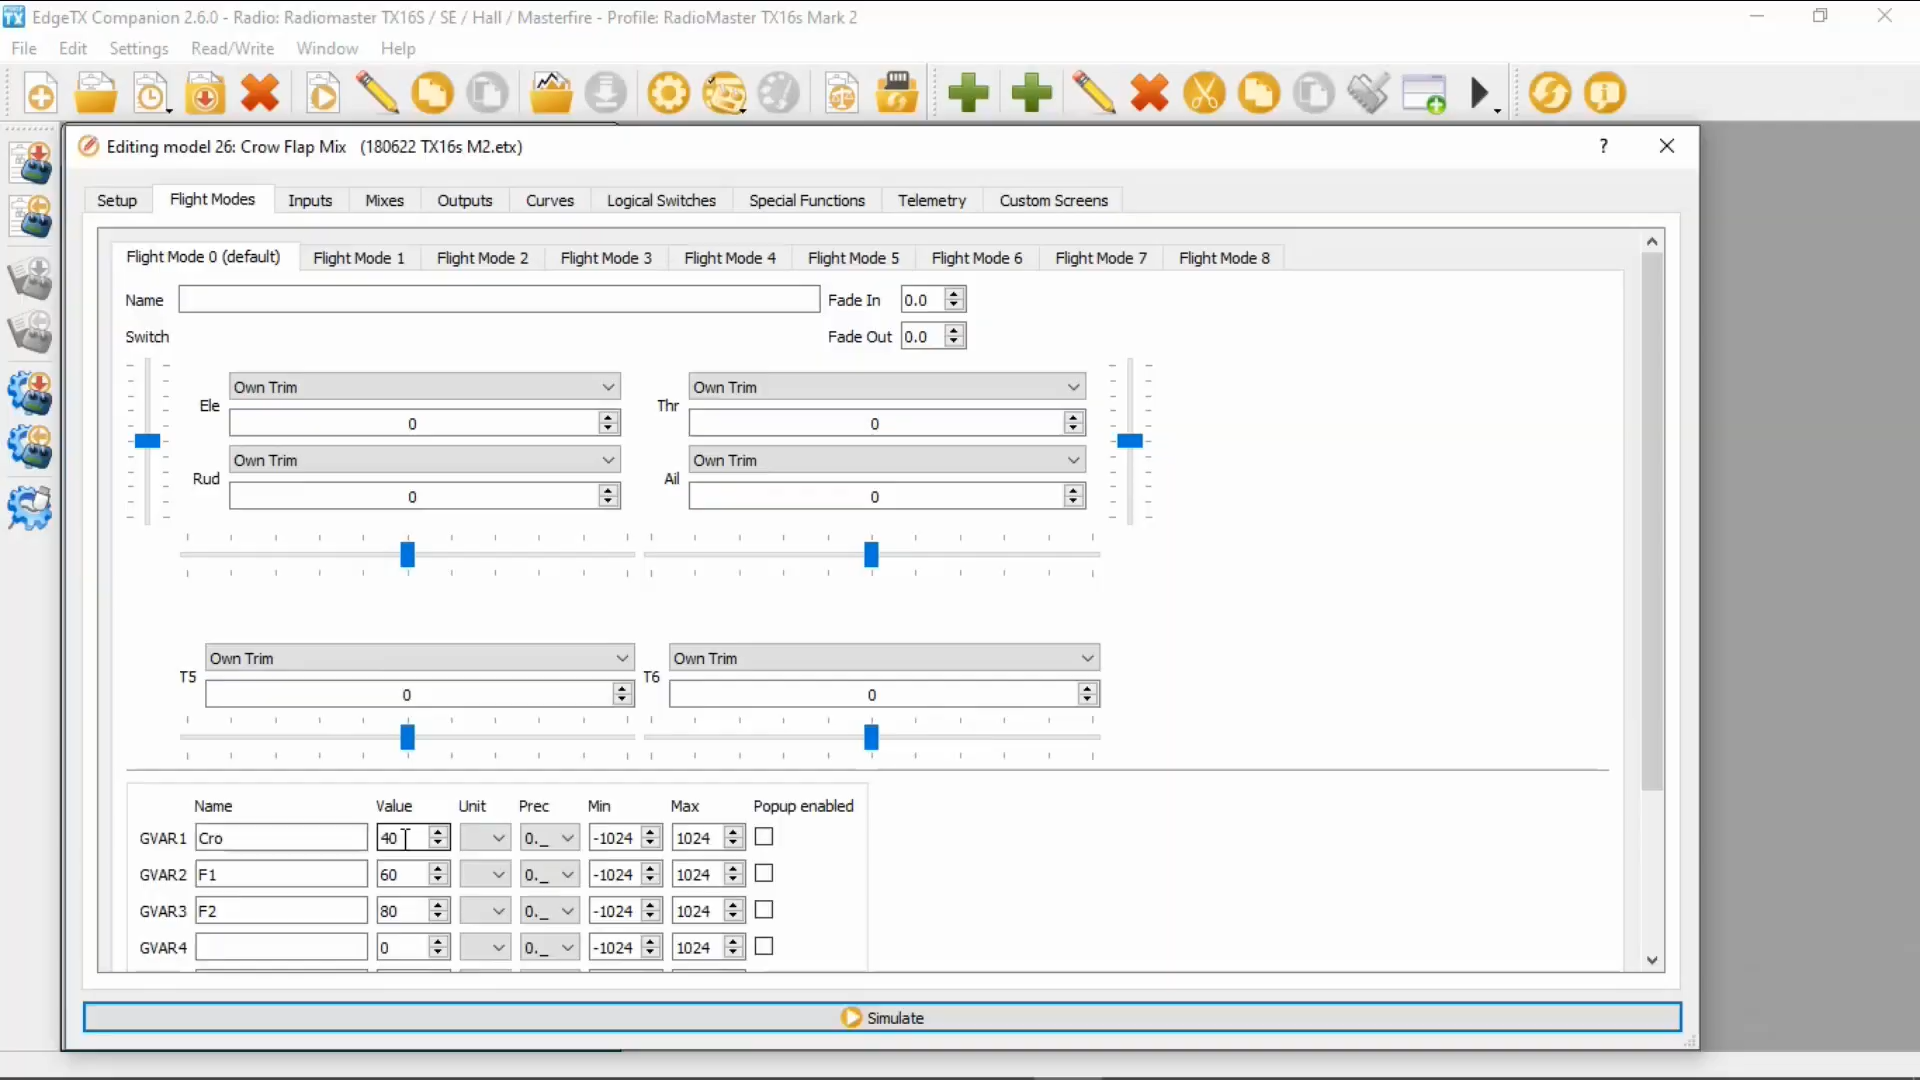 EdgeTX Companion 2.6.0 - Radio: Radiomaster TX16S / SE / Hall / Masterfire - Profile: RadioMaster TX16s Mark 2
File Edit Settings Read/Write Window Help
Editing model 26: Crow Flap Mix (180622 TX16s M2.etx) ?
Setup Flight Modes Inputs Mixes Outputs Curves Logical Switches Special Functions Telemetry Custom Screens
Flight Mode 0 (default) Flight Mode 1 Flight Mode 2 Flight Mode 3 Flight Mode 4 Flight Mode 5 Flight Mode 6 Flight Mode 7 Flight Mode 8
Name Fade In 0.0
Switch Fade Out 0.0
Own Trim Own Trim
Ele Thr
0 0
Own Trim Own Trim
Rud Ail
0 0
Own Trim Own Trim
T5 T6
0 0
Name Value Unit Prec Min Max Popup enabled
GVAR1 Cro 40 0._ -1024 1024
GVAR2 F1 60 0._ -1024 1024
GVAR3 F2 80 0._ -1024 1024
GVAR4 0 0._ -1024 1024
Simulate